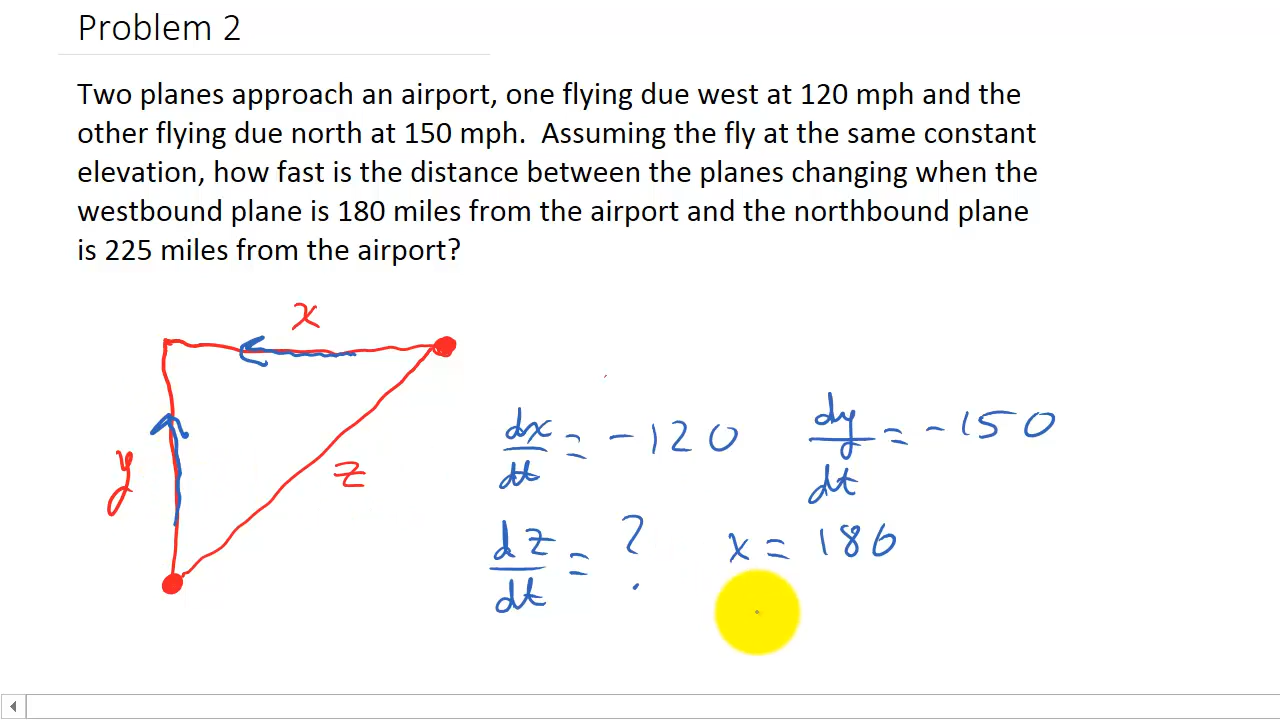 Problem 2
Two planes approach an airport, one flying due west at 120 mph and the
other flying due north at 150 mph. Assuming the fly at the same constant
elevation, how fast is the distance between the planes changing when the
westbound plane is 180 miles from the airport and the northbound plane
is 225 miles from the airport?
x
y
z
dx/dt = -120
dy/dt = -150
dz/dt = ?
x = 180